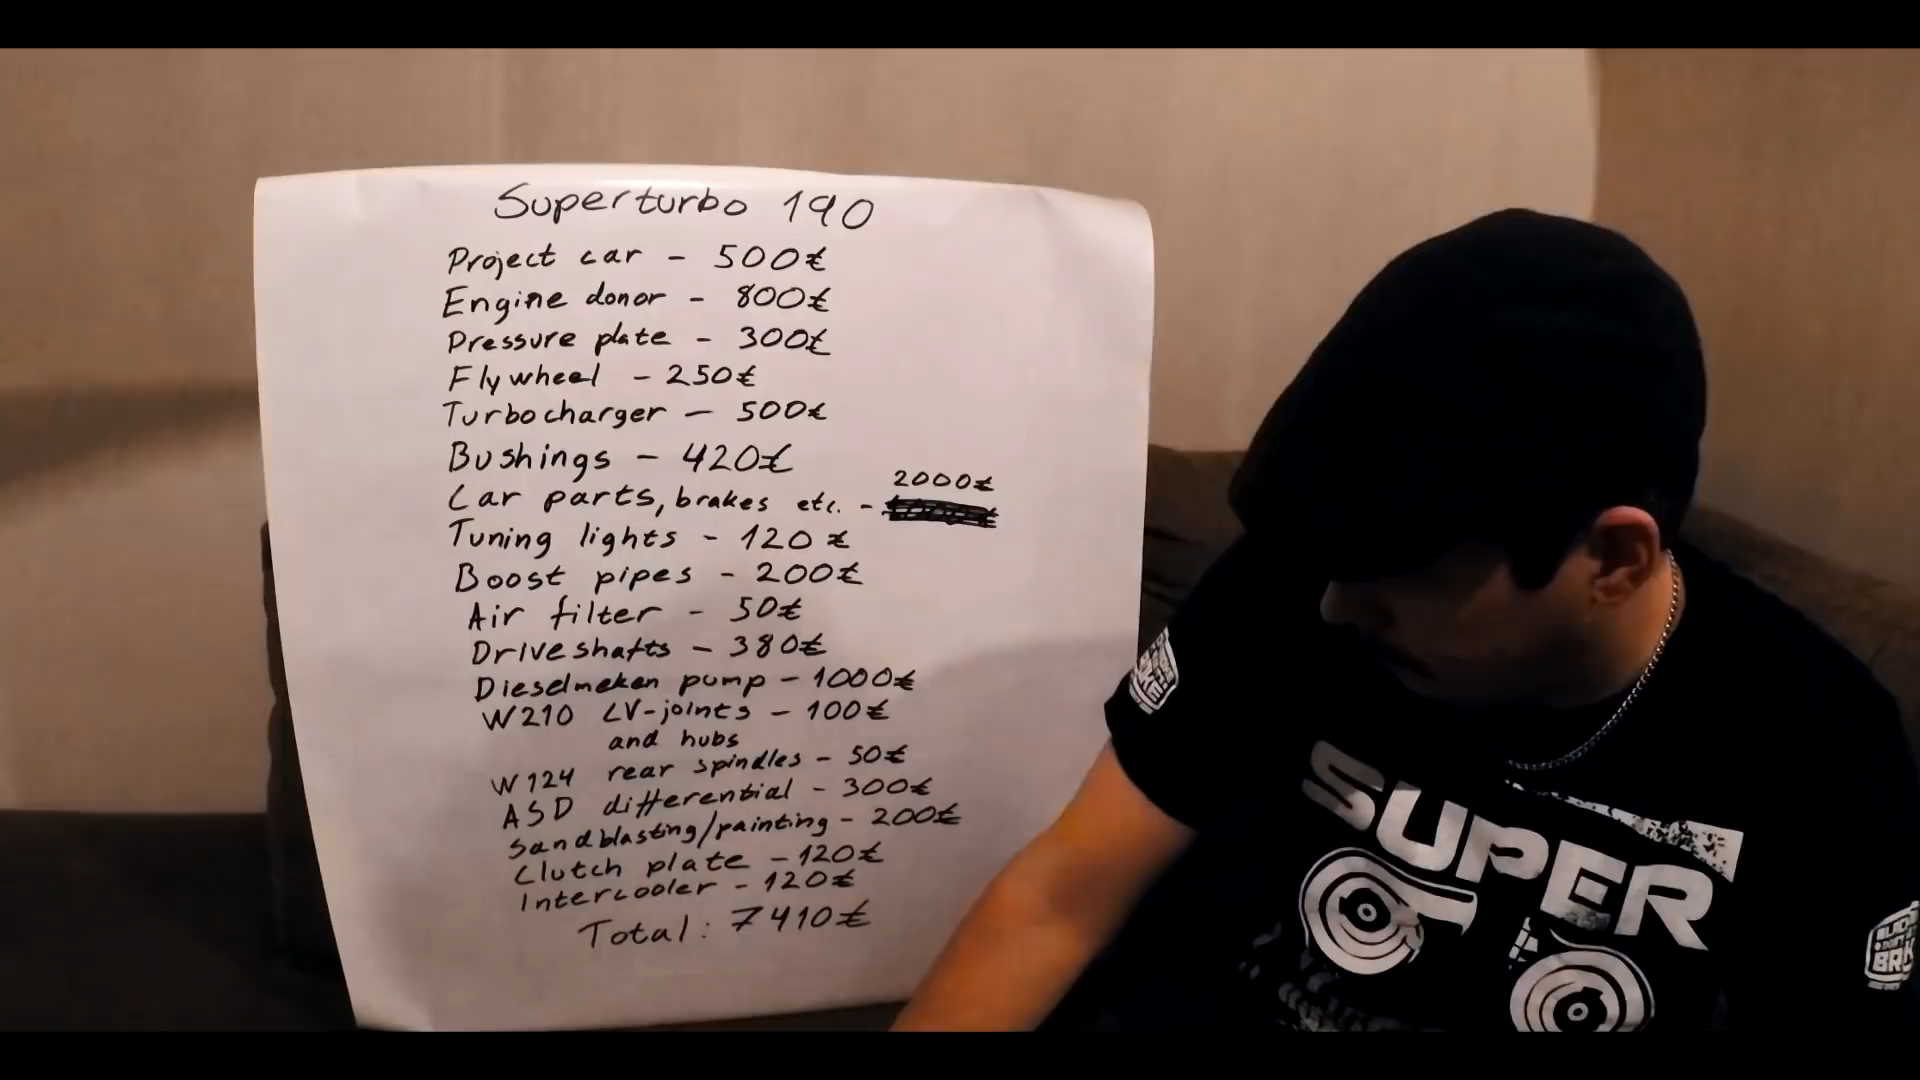 Superturbo 190
Project car - 500€
Engine donor - 800€
Pressure plate - 300€
Flywheel - 250€
Turbocharger - 500€
Bushings - 420€
2000€
Car parts, brakes etc. -
Tuning lights - 120€
Boost pipes - 200€
Air filter - 50€
Driveshafts - 380€
Dieselmeken pump - 1000€
W210 LV-joints - 100€
and hubs
W124 rear spindles - 50€
ASD differential - 300€
Sandblasting/painting - 200€
Clutch plate - 120€
Intercooler - 120€
Total: 7410€
SUPER